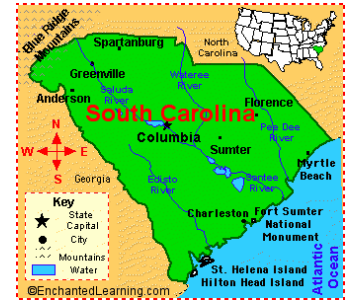 Blue Ridge
Mountains
Spartanburg
North
Carolina
Greenville
Wateree
River
Anderson
Saluda
River
Florence
South Carolina
Pee Dee
River
Columbia
N
W E
S
Sumter
Myrtle
Beach
Georgia
Edisto
River
Santee
River
Key
State
Capital
City
Mountains
Water
Charleston
Fort Sumter
National
Monument
St. Helena Island
Hilton Head Island
Atlantic
Ocean
©EnchantedLearning.com